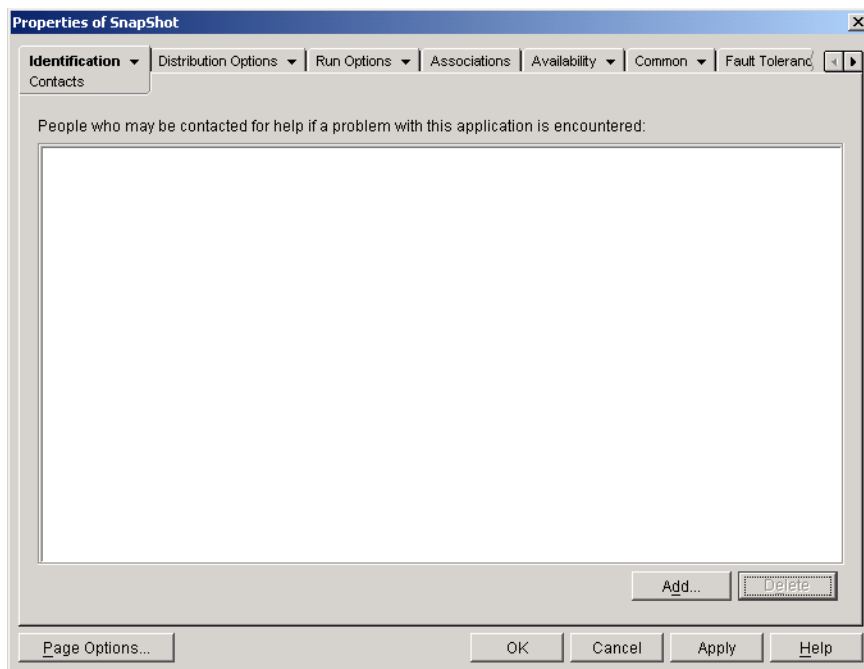 Properties of SnapShot
Identification Distribution Options Run Options Associations Availability Common Fault Toleranc
Contacts
People who may be contacted for help if a problem with this application is encountered:
Add... Delete
Page Options... OK Cancel Apply Help